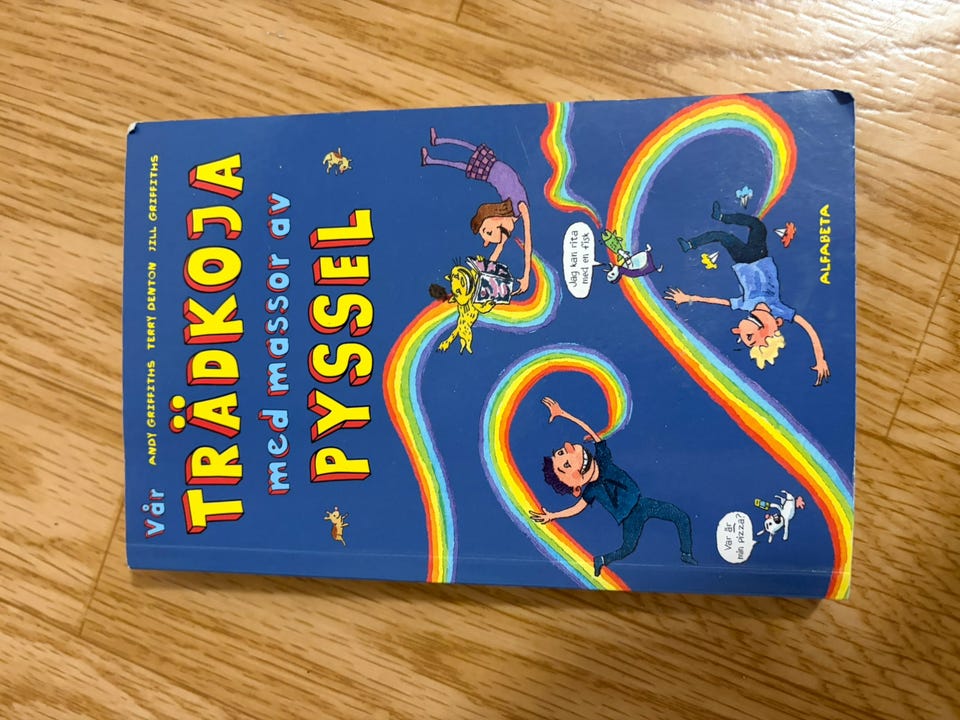 ANDY GRIFFITHS TERRY DENTON JILL GRIFFITHS
Vår
TRÄDKOJA
med massor av
PYSSEL
Jag kan rita
med en fisk
Var är
min pizza?
ALFABETA